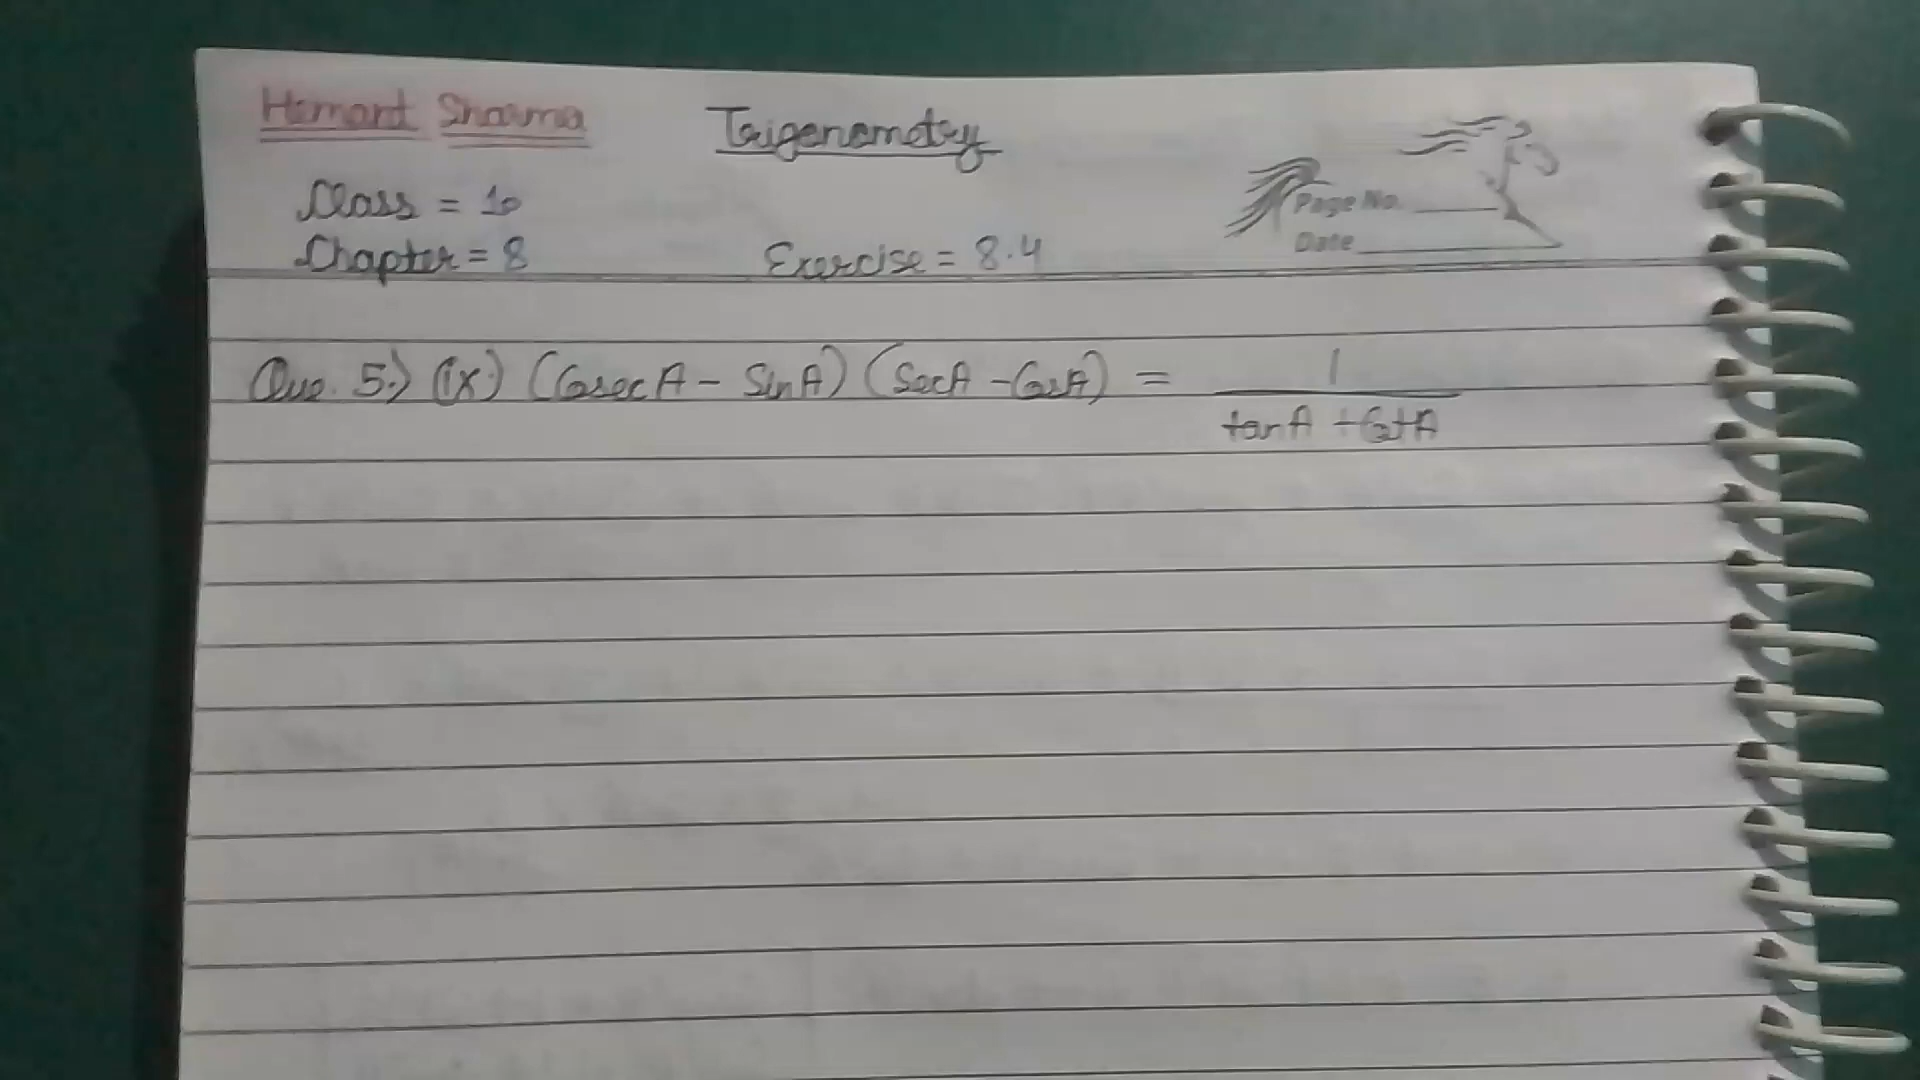 Hemant Sharma
Trigonometry
Class = 10
Page No.
Chapter = 8
Exercise = 8.4
Date
Que. 5.) (ix.) (CosecA - SinA) (SecA - CosA) = 1 / tanA + CotA